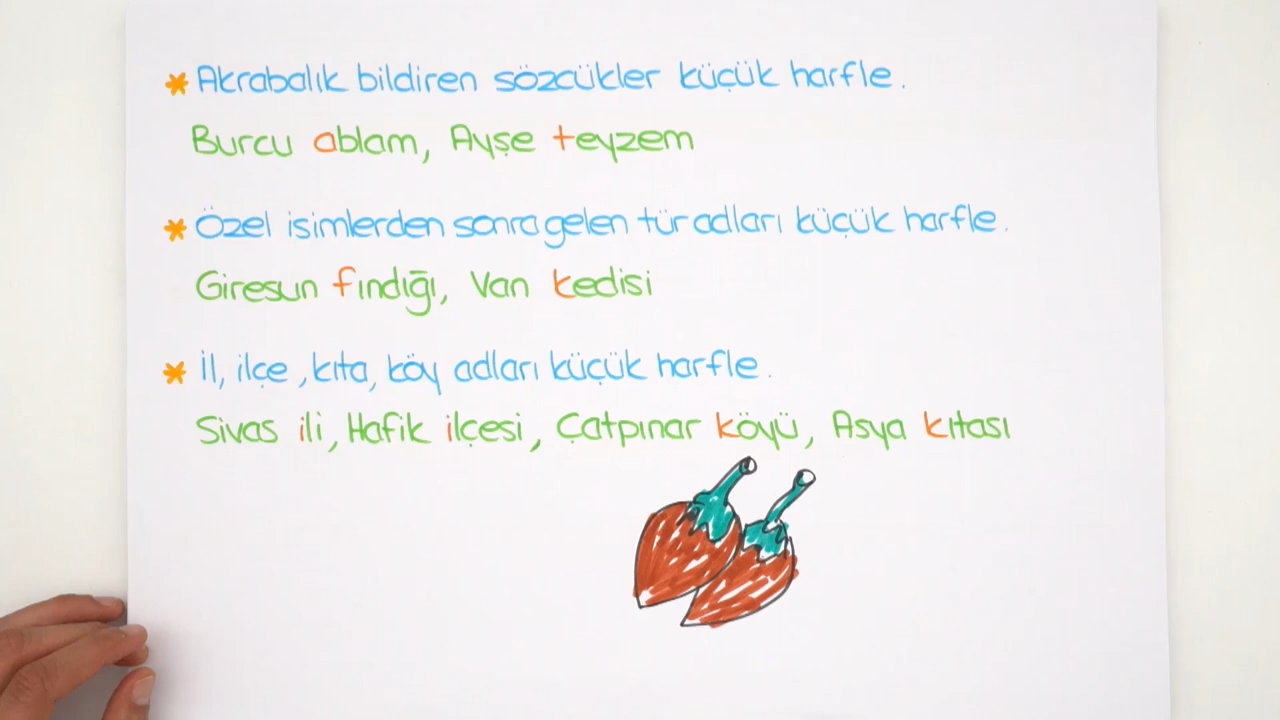 * Akrabalık bildiren sözcükler küçük harfle.
Burcu ablam, Ayşe teyzem
* Özel isimlerden sonra gelen tür adları küçük harfle.
Giresun fındığı, Van kedisi
* İl, ilçe, kıta, köy adları küçük harfle.
Sivas ili, Hafik ilçesi, Çatpınar köyü, Asya kıtası